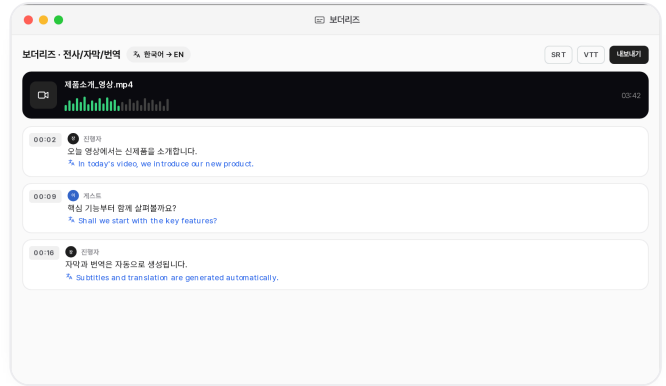 보더리즈
보더리즈 · 전사/자막/번역
한국어 → EN
SRT
VTT
내보내기
제품소개_영상.mp4
03:42
00:02
진행자
오늘 영상에서는 신제품을 소개합니다.
In today's video, we introduce our new product.
00:09
게스트
핵심 기능부터 함께 살펴볼까요?
Shall we start with the key features?
00:16
진행자
자막과 번역은 자동으로 생성됩니다.
Subtitles and translation are generated automatically.